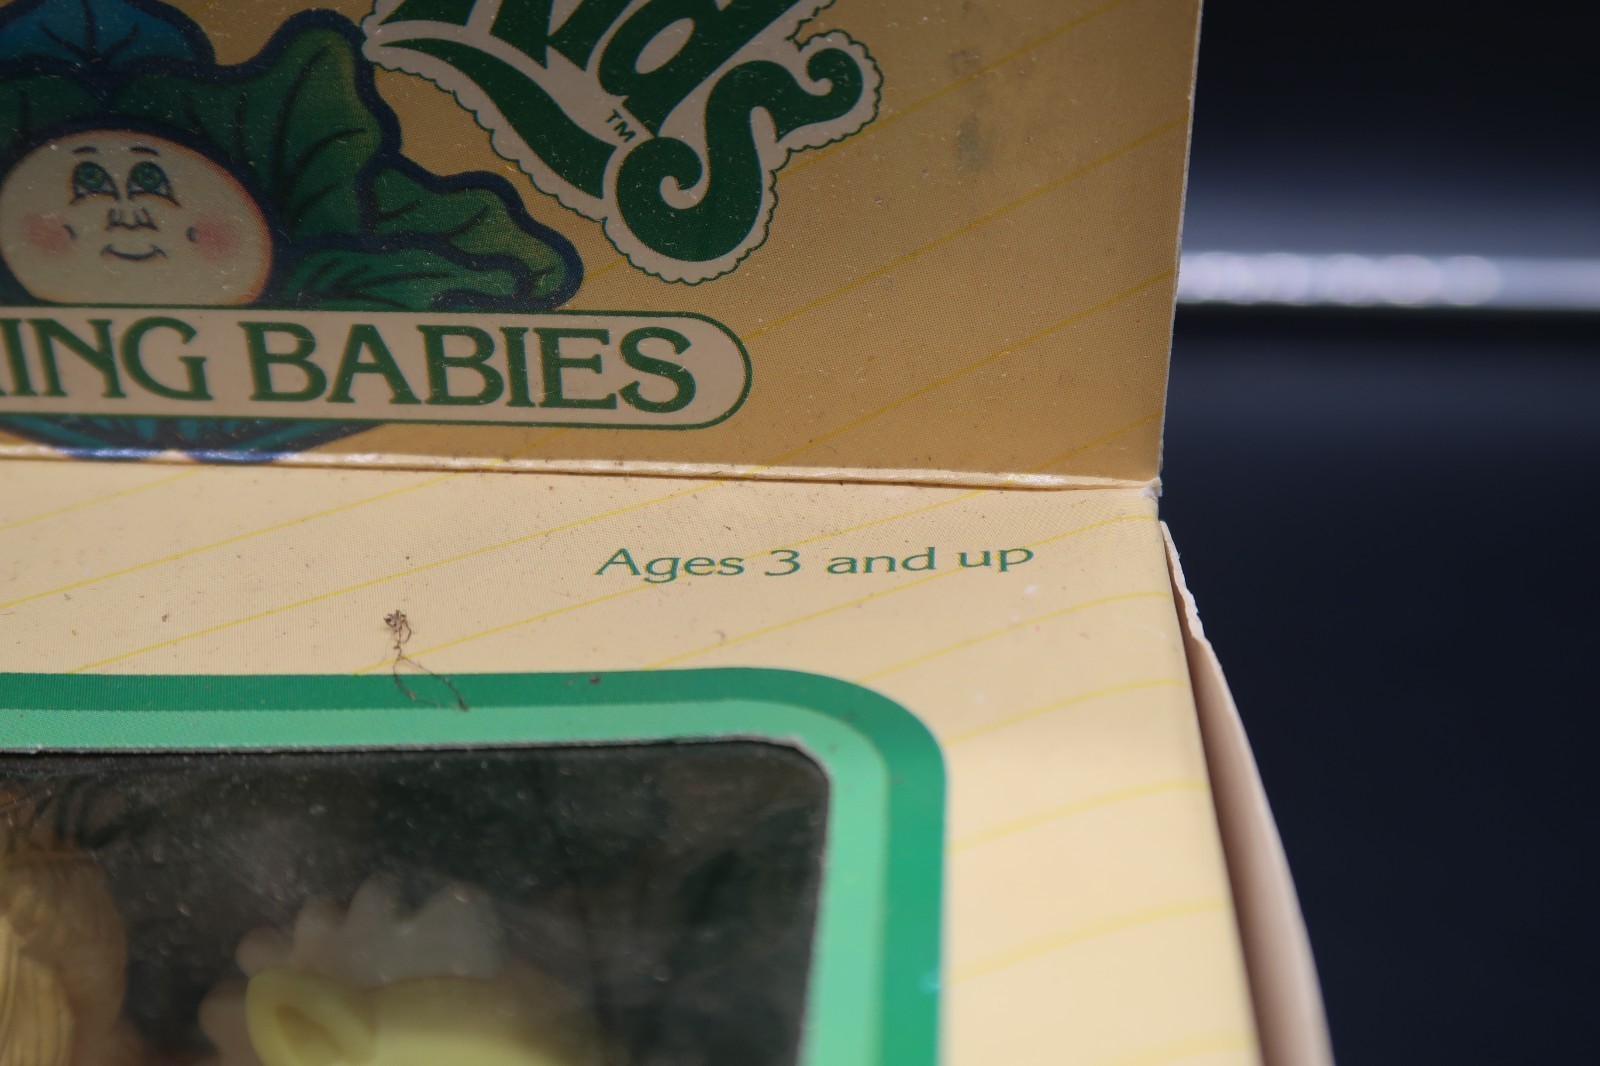 Kids
™
ING BABIES
Ages 3 and up